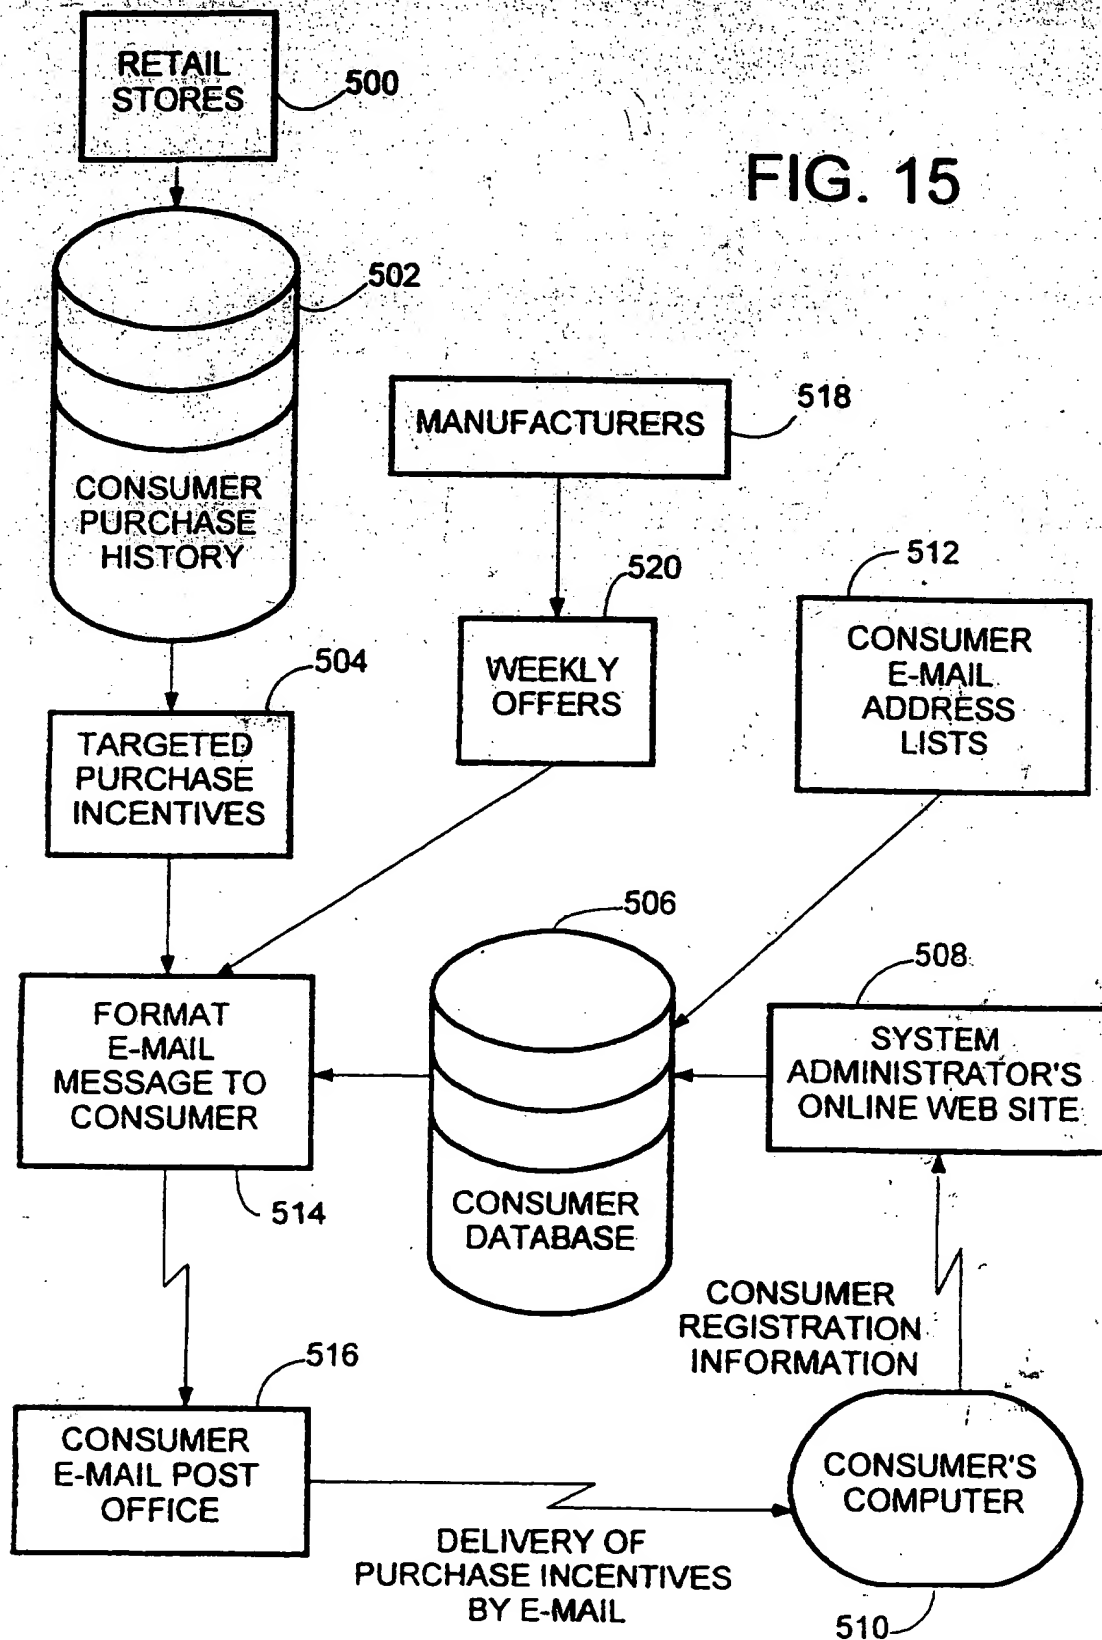 RETAIL
STORES
500
FIG. 15
502
CONSUMER
PURCHASE
HISTORY
MANUFACTURERS
518
520
WEEKLY
OFFERS
512
CONSUMER
E-MAIL
ADDRESS
LISTS
504
TARGETED
PURCHASE
INCENTIVES
506
CONSUMER
DATABASE
508
SYSTEM
ADMINISTRATOR'S
ONLINE WEB SITE
FORMAT
E-MAIL
MESSAGE TO
CONSUMER
514
CONSUMER
REGISTRATION
INFORMATION
516
CONSUMER
E-MAIL POST
OFFICE
DELIVERY OF
PURCHASE INCENTIVES
BY E-MAIL
CONSUMER'S
COMPUTER
510